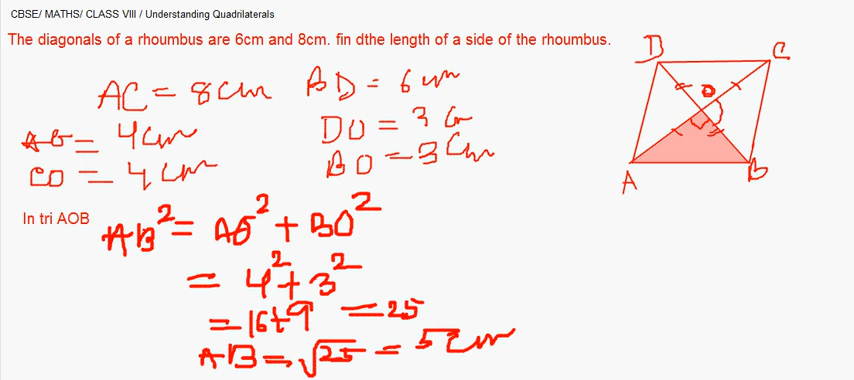 CBSE/ MATHS/ CLASS VIII / Understanding Quadrilaterals
The diagonals of a rhoumbus are 6cm and 8cm. fin dthe length of a side of the rhoumbus.
AC = 8cm BD = 6cm
AO = 4cm DO = 3cm
CO = 4cm BO = 3cm
In tri AOB
AB² = AO² + BO²
= 4² + 3²
= 16+9 = 25
AB = √25 = 5cm
D C
O
A B